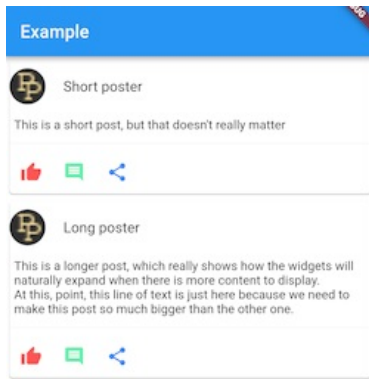 Example
Short poster
This is a short post, but that doesn't really matter
Long poster
This is a longer post, which really shows how the widgets will
naturally expand when there is more content to display.
At this, point, this line of text is just here because we need to
make this post so much bigger than the other one.